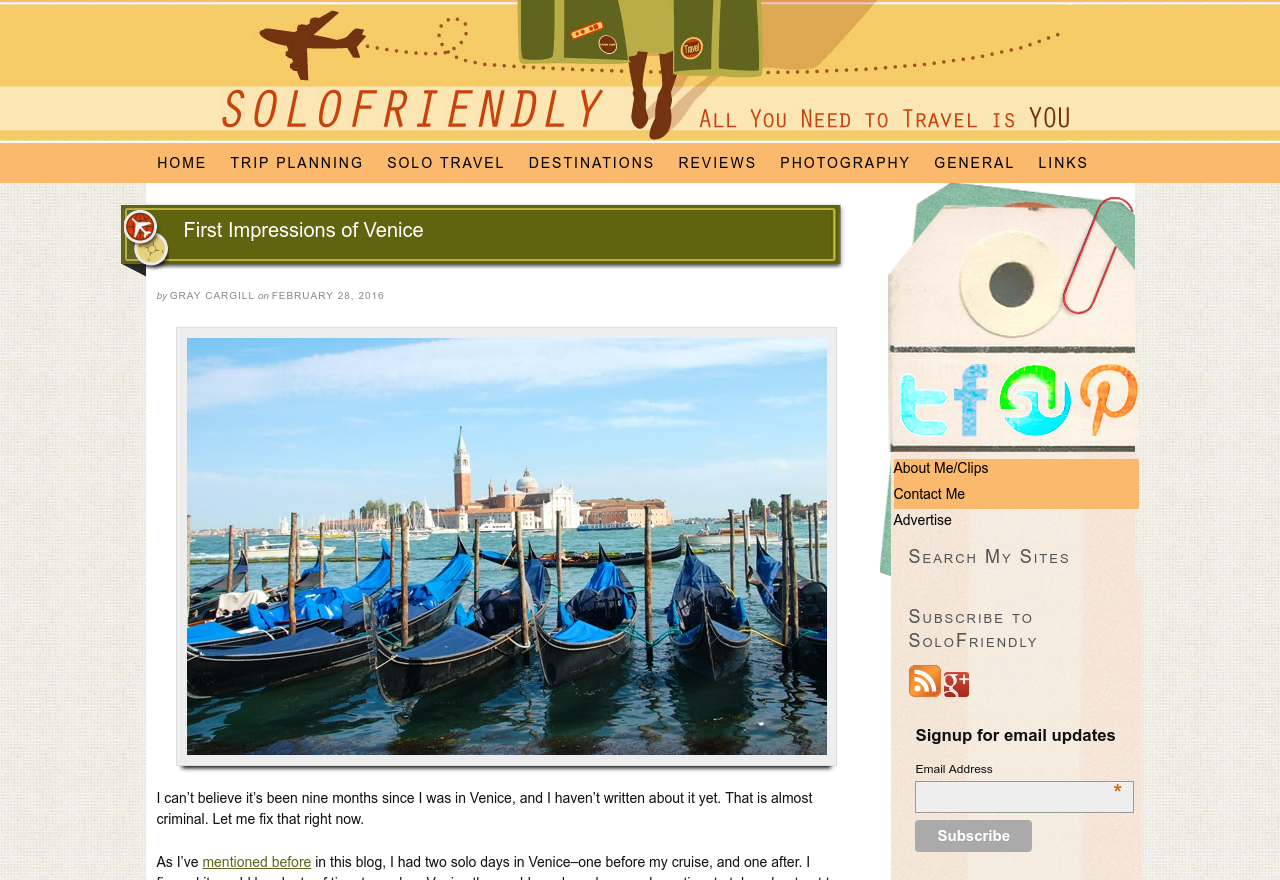 Travel
SOLOFRIENDLY
ALL YOU NEED TO TRAVEL IS YOU
HOME TRIP PLANNING SOLO TRAVEL DESTINATIONS REVIEWS PHOTOGRAPHY GENERAL LINKS
First Impressions of Venice
by GRAY CARGILL on FEBRUARY 28, 2016
I can’t believe it’s been nine months since I was in Venice, and I haven’t written about it yet. That is almost
criminal. Let me fix that right now.
As I’ve mentioned before in this blog, I had two solo days in Venice–one before my cruise, and one after. I
About Me/Clips
Contact Me
Advertise
SEARCH MY SITES
SUBSCRIBE TO
SOLOFRIENDLY
g+
Signup for email updates
Email Address
*
Subscribe